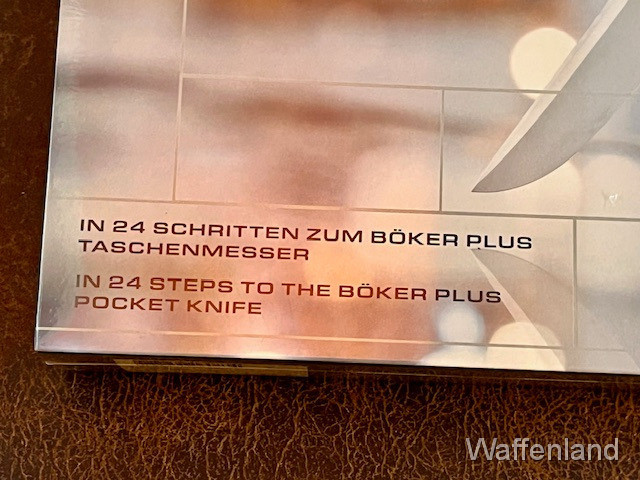 IN 24 SCHRITTEN ZUM BÖKER PLUS
TASCHENMESSER
IN 24 STEPS TO THE BÖKER PLUS
POCKET KNIFE
Waffenland